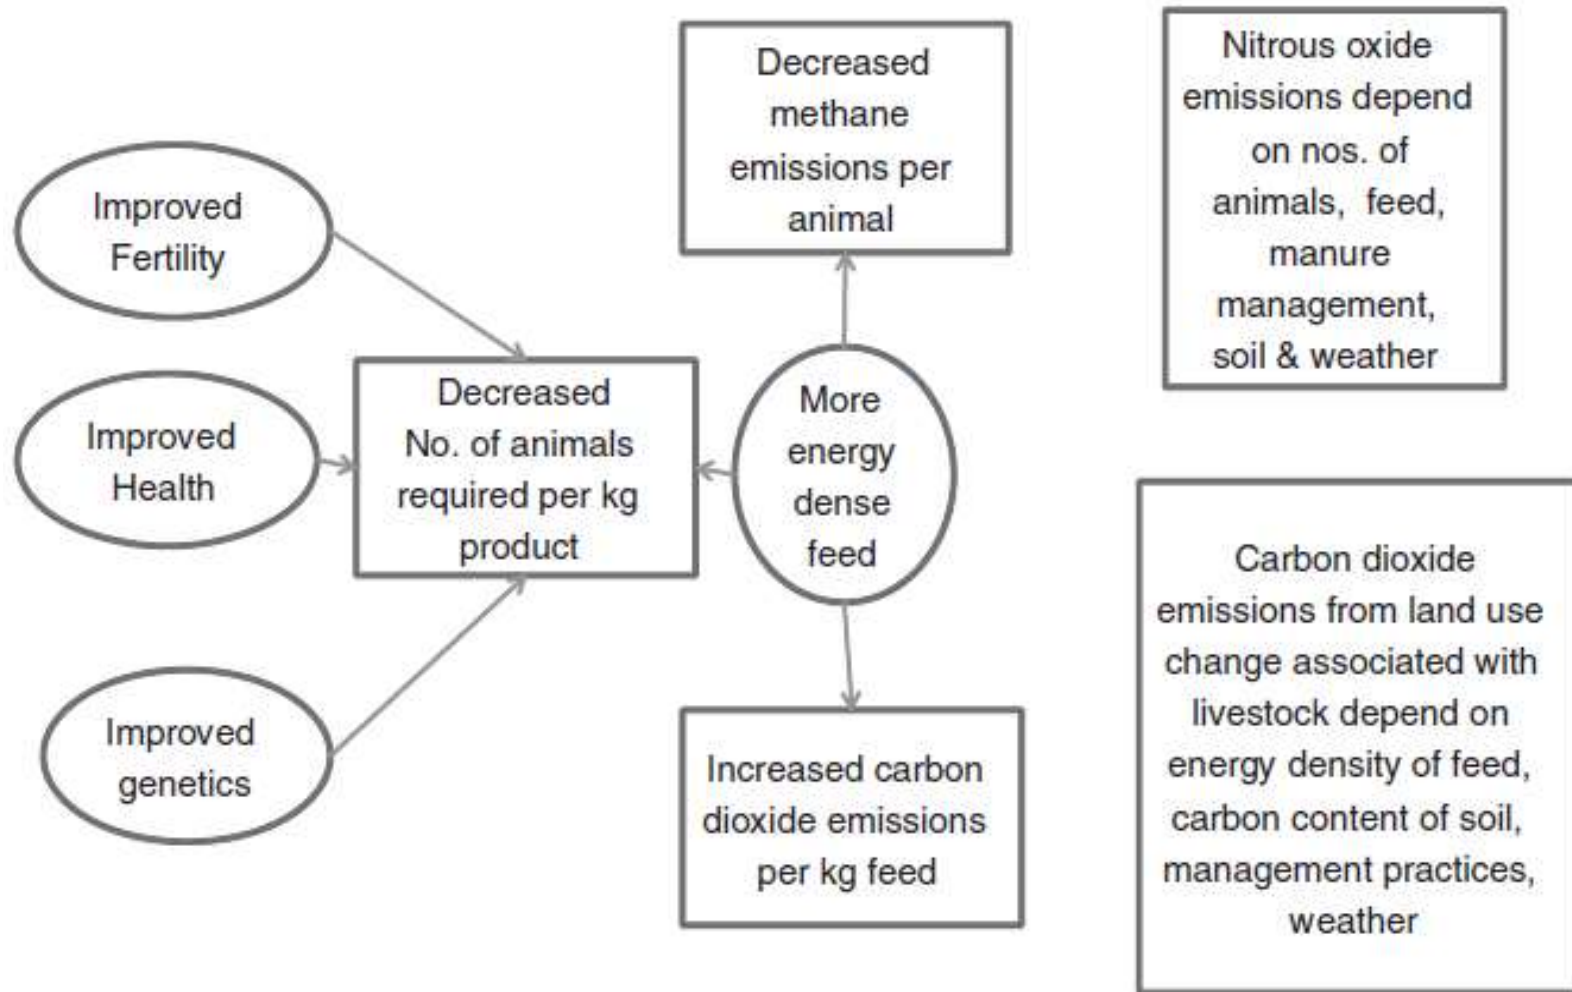 Improved
Fertility
Improved
Health
Improved
genetics
Decreased
No. of animals
required per kg
product
Decreased
methane
emissions per
animal
More
energy
dense
feed
Increased carbon
dioxide emissions
per kg feed
Nitrous oxide
emissions depend
on nos. of
animals, feed,
manure
management,
soil & weather
Carbon dioxide
emissions from land use
change associated with
livestock depend on
energy density of feed,
carbon content of soil,
management practices,
weather